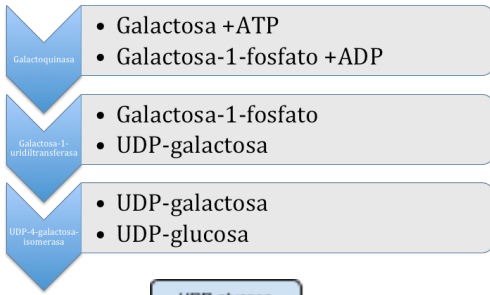 Galactoquinasa
• Galactosa +ATP
• Galactosa-1-fosfato +ADP
Galactosa-1-
uridiltransferasa
• Galactosa-1-fosfato
• UDP-galactosa
UDP-4-galactosa-
isomerasa
• UDP-galactosa
• UDP-glucosa